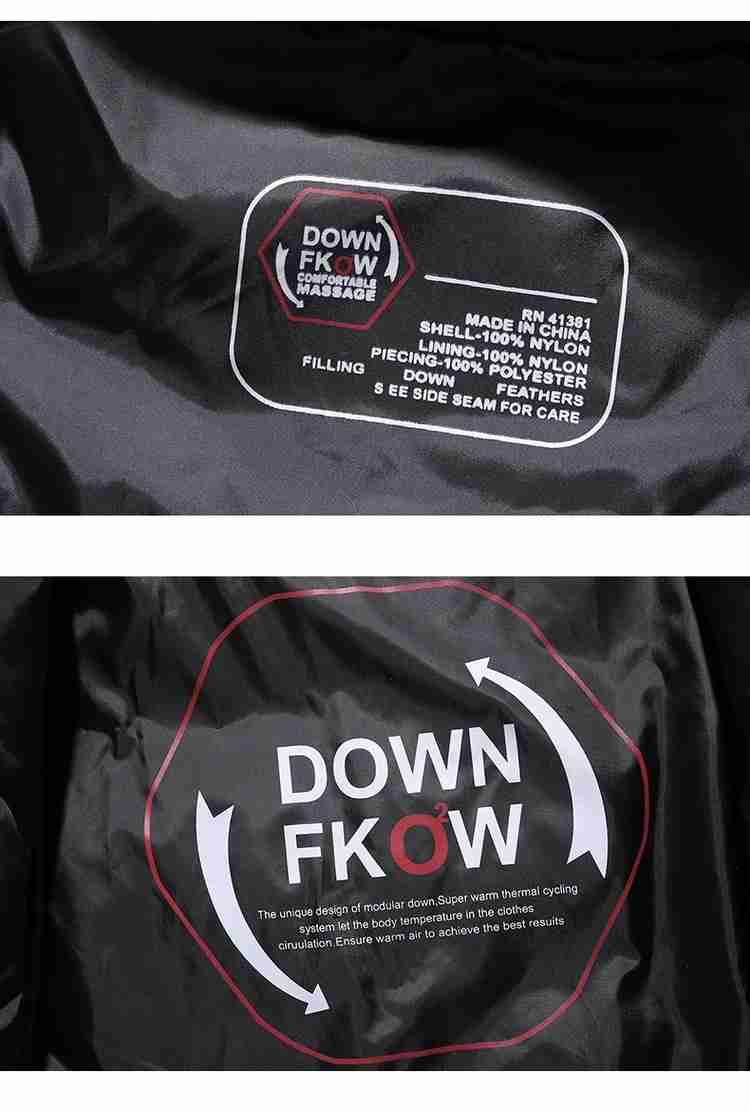 DOWN
FKOW
COMFORTABLE
MASSAGE
RN 41381
MADE IN CHINA
SHELL-100% NYLON
LINING-100% NYLON
PIECING-100% POLYESTER
FILLING DOWN FEATHERS
S EE SIDE SEAM FOR CARE
DOWN
FKO²W
The unique design of modular down,Super warm thermal cycling
system let the body temperature in the clothes
ciruulation.Ensure warm air to achieve the best resuits